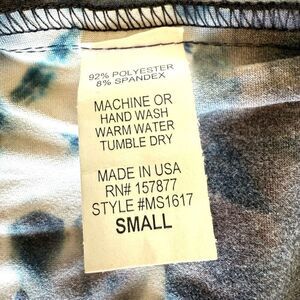 92% POLYESTER
8% SPANDEX
MACHINE OR
HAND WASH
WARM WATER
TUMBLE DRY
MADE IN USA
RN# 157877
STYLE #MS1617
SMALL